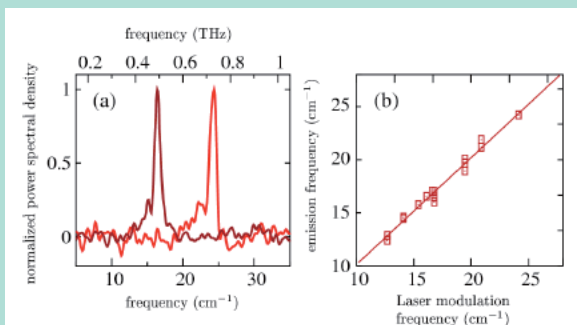 frequency (THz)
0.2 0.4 0.6 0.8 1
normalized power spectral density
1
0.5
0
(a)
10 20 30
frequency (cm⁻¹)
emission frequency (cm⁻¹)
25
20
15
10
(b)
10 15 20 25
Laser modulation
frequency (cm⁻¹)